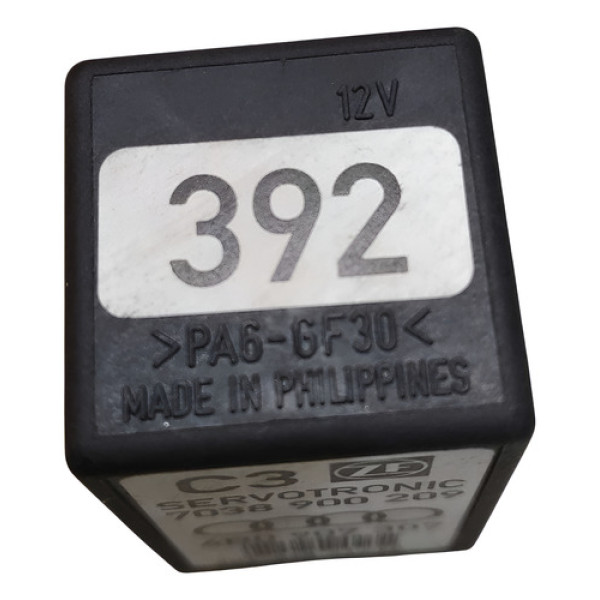 12V
392
>PA6-GF30<
MADE IN PHILIPPINES
C3 ZF
SERVOTRONIC
7038 900 209